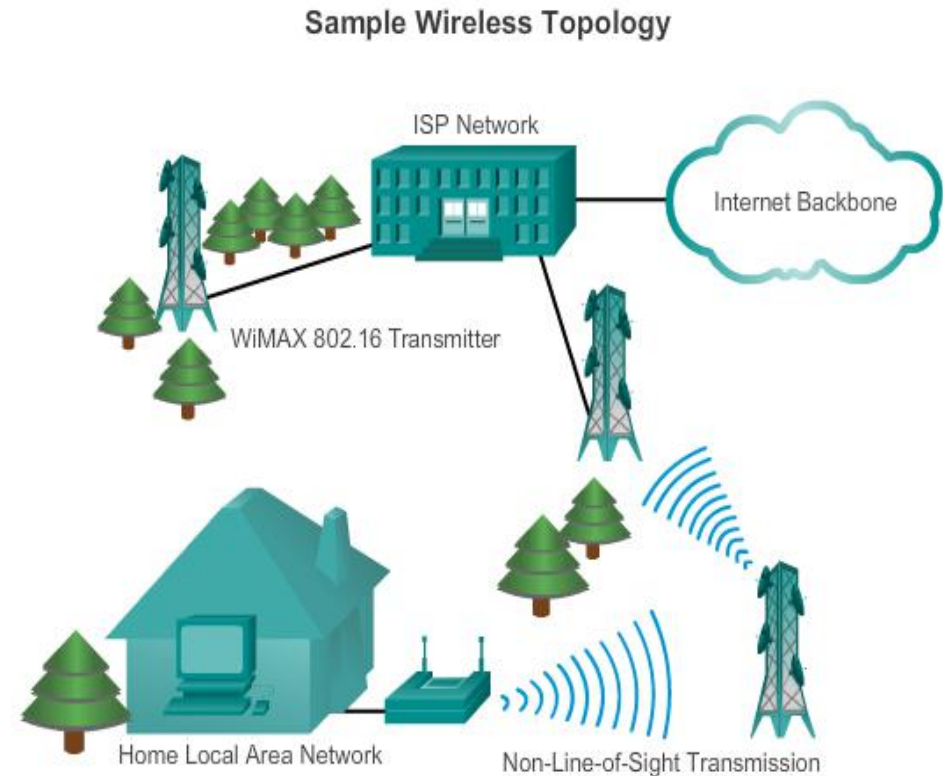 Sample Wireless Topology
ISP Network
Internet Backbone
WiMAX 802.16 Transmitter
Home Local Area Network
Non-Line-of-Sight Transmission